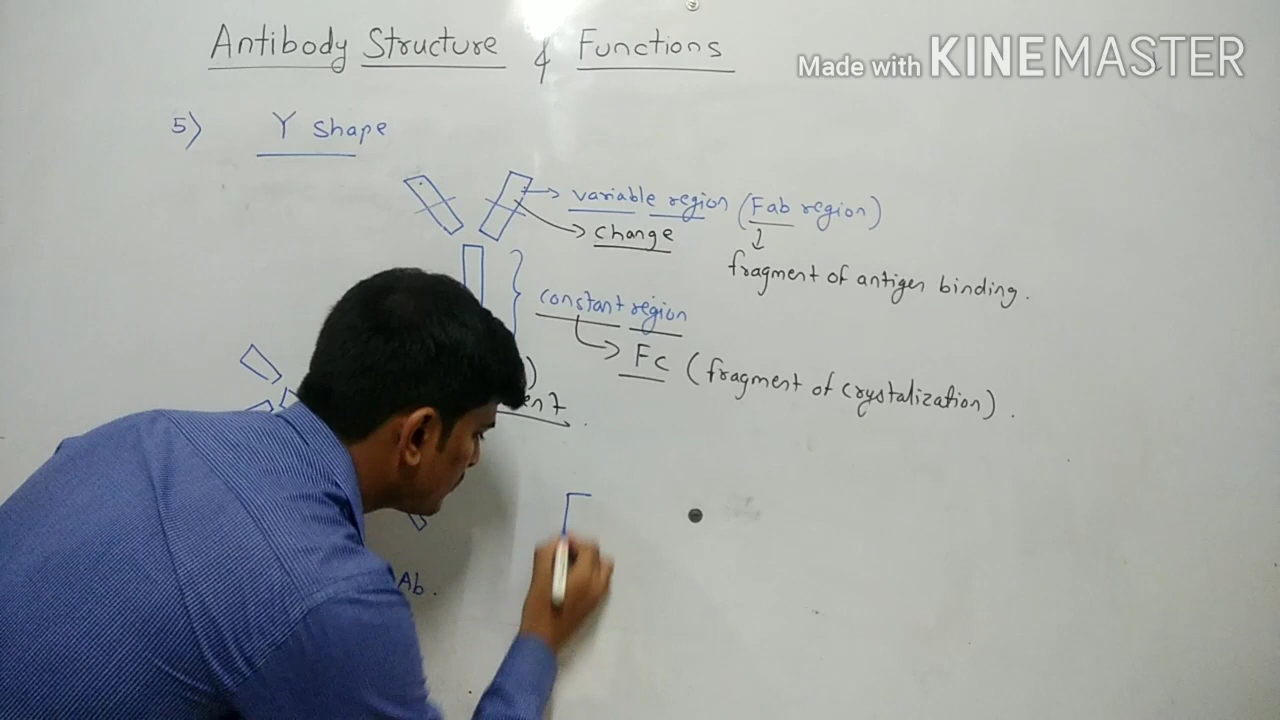 Antibody Structure & Functions
Made with KINEMASTER
5) Y shape
variable region (Fab region)
change
fragment of antigen binding.
constant region
Fc (fragment of crystalization).
Ab.